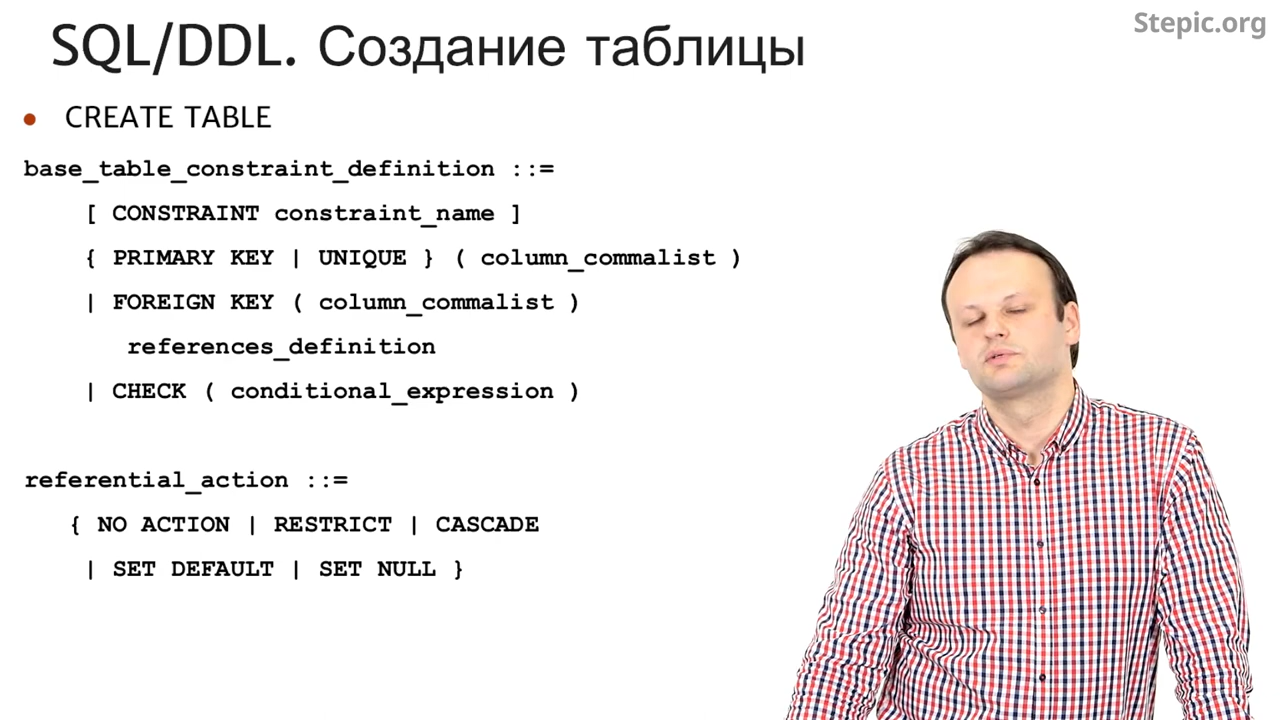 Stepic.org
SQL/DDL. Создание таблицы
CREATE TABLE
base_table_constraint_definition ::=
[ CONSTRAINT constraint_name ]
{ PRIMARY KEY | UNIQUE } ( column_commalist )
| FOREIGN KEY ( column_commalist )
references_definition
| CHECK ( conditional_expression )
referential_action ::=
{ NO ACTION | RESTRICT | CASCADE
| SET DEFAULT | SET NULL }